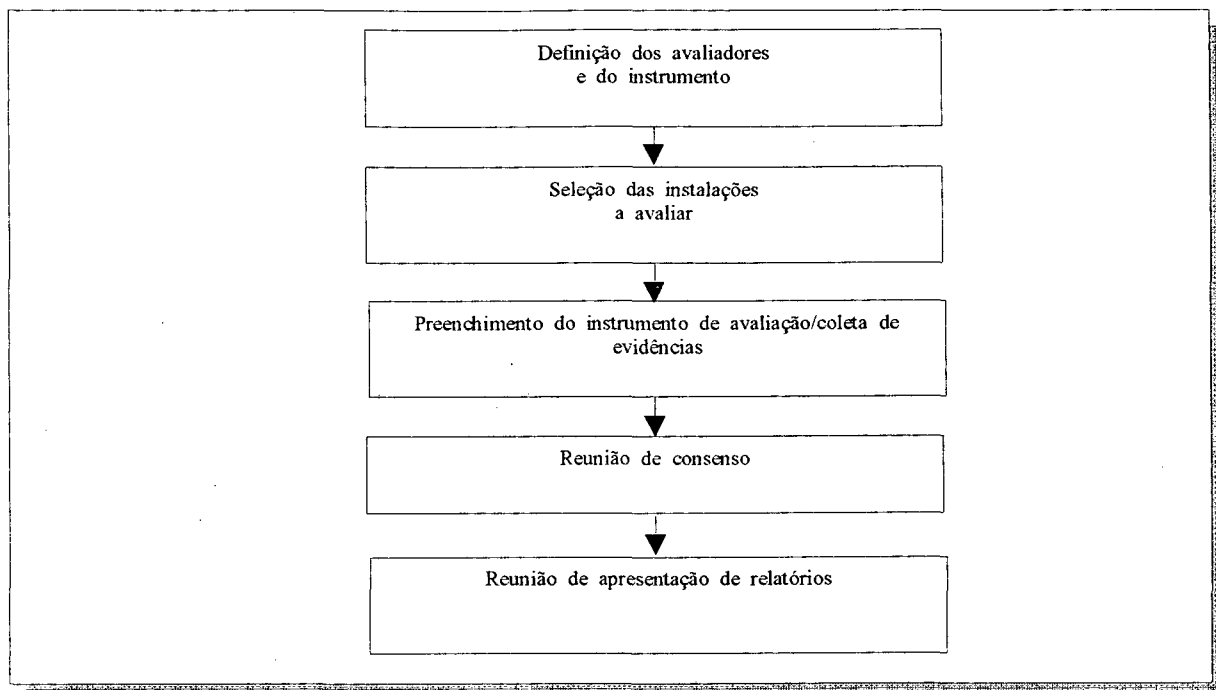 Definição dos avaliadores
e do instrumento
Seleção das instalações
a avaliar
Preenchimento do instrumento de avaliação/coleta de
evidências
Reunião de consenso
Reunião de apresentação de relatórios